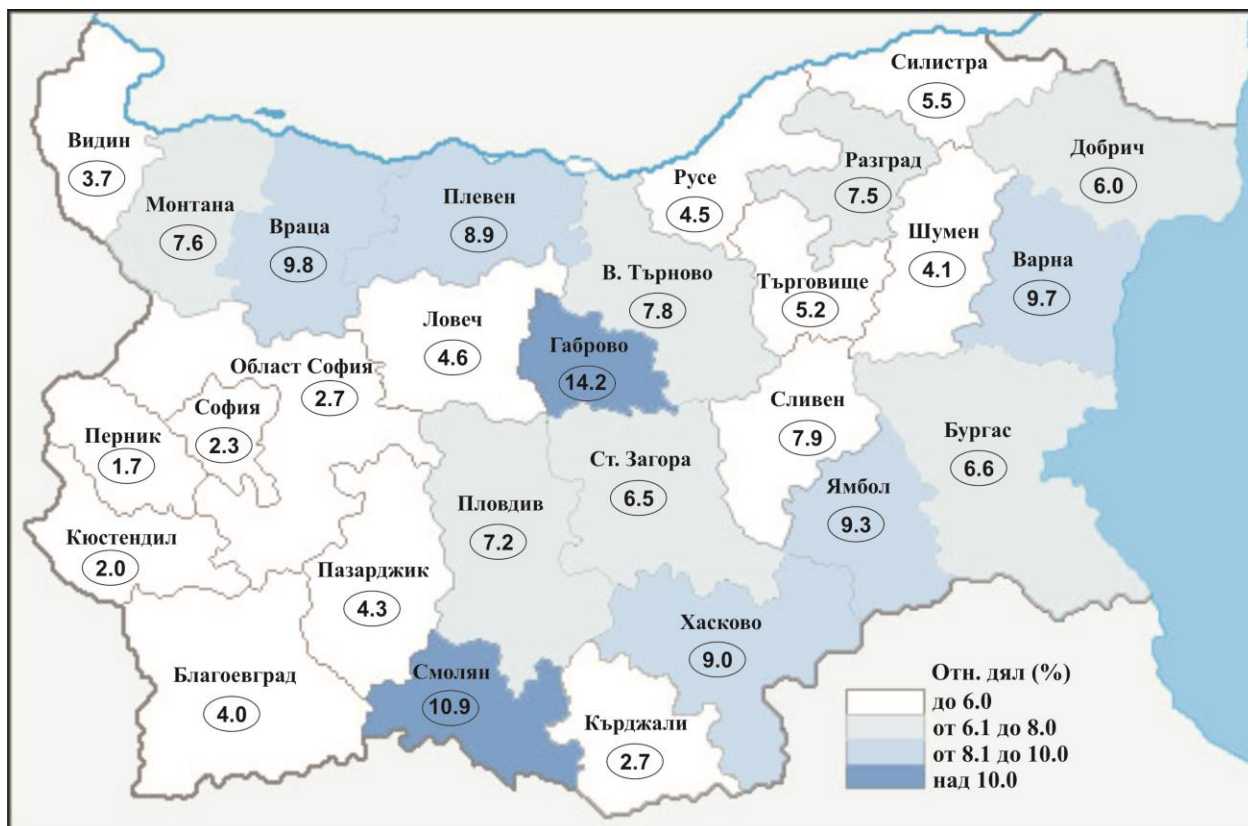 Силистра
5.5
Видин
3.7
Добрич
6.0
Разград
7.5
Русе
4.5
Монтана
7.6
Плевен
8.9
Враца
9.8
Шумен
4.1
Варна
9.7
В. Търново
7.8
Търговище
5.2
Ловеч
4.6
Габрово
14.2
Област София
2.7
София
2.3
Сливен
7.9
Перник
1.7
Бургас
6.6
Ст. Загора
6.5
Ямбол
9.3
Пловдив
7.2
Кюстендил
2.0
Пазарджик
4.3
Хасково
9.0
Благоевград
4.0
Смолян
10.9
Кърджали
2.7
Отн. дял (%)
до 6.0
от 6.1 до 8.0
от 8.1 до 10.0
над 10.0